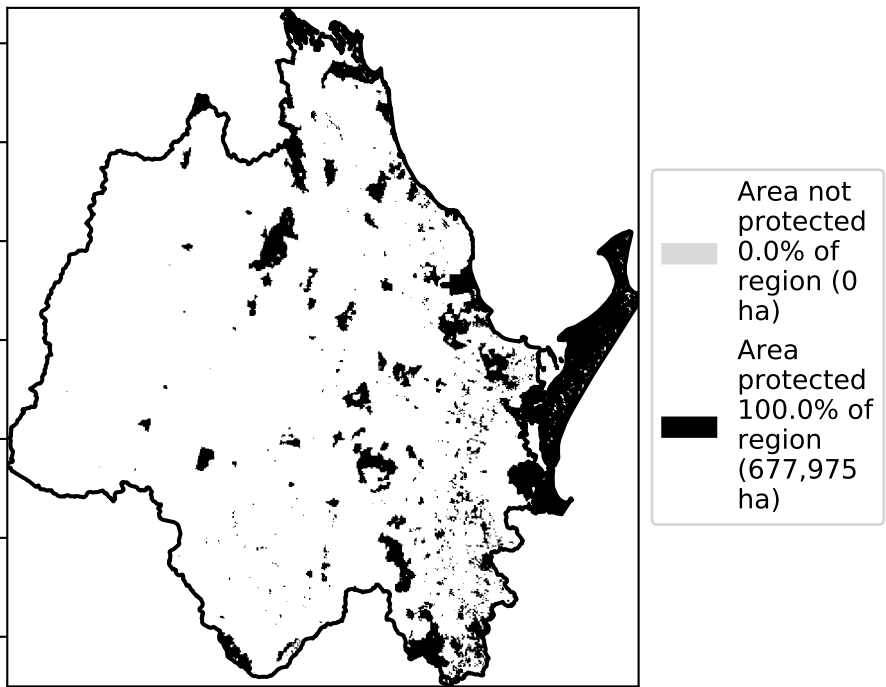 Area not
protected
0.0% of
region (0
ha)
Area
protected
100.0% of
region
(677,975
ha)